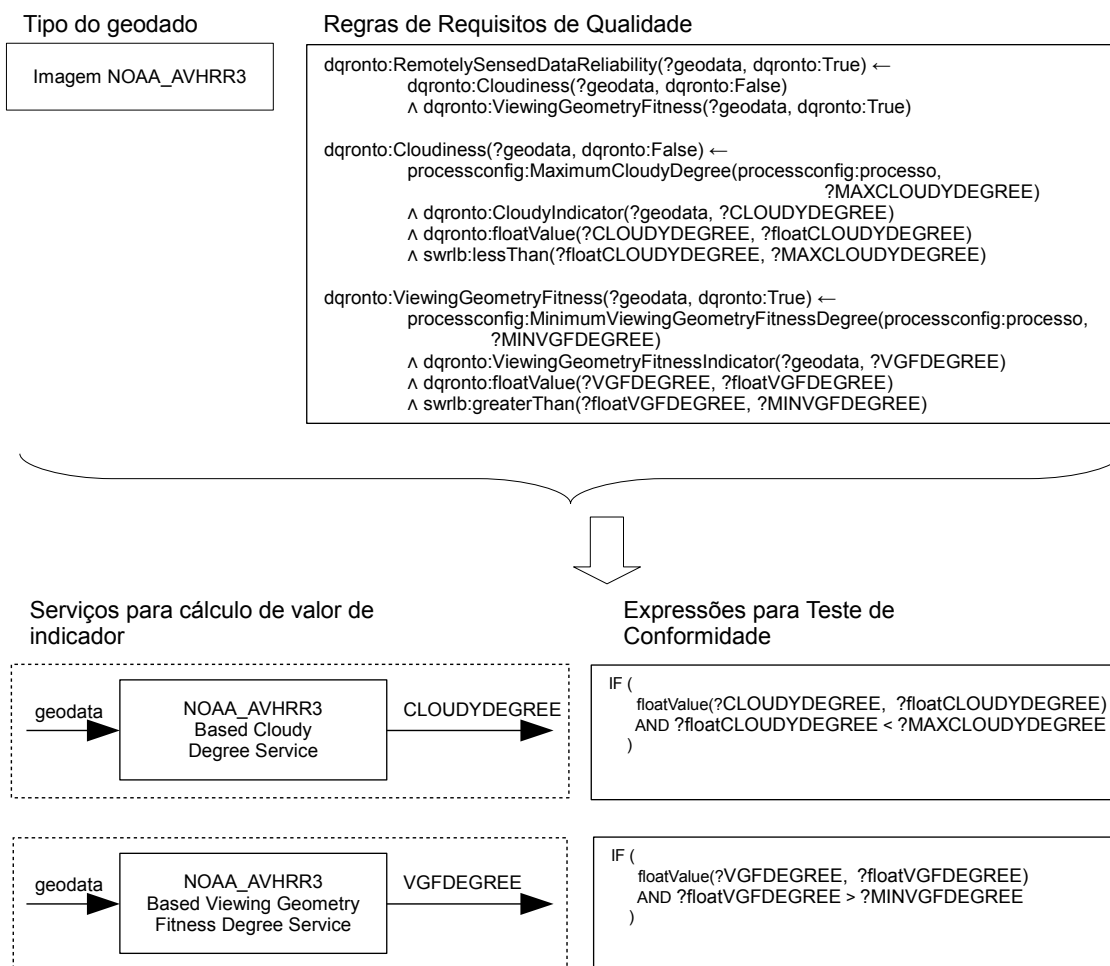 Tipo do geodado
Regras de Requisitos de Qualidade
Imagem NOAA_AVHRR3
dqronto:RemotelySensedDataReliability(?geodata, dqronto:True) ←
dqronto:Cloudiness(?geodata, dqronto:False)
∧ dqronto:ViewingGeometryFitness(?geodata, dqronto:True)
dqronto:Cloudiness(?geodata, dqronto:False) ←
processconfig:MaximumCloudyDegree(processconfig:processo,
?MAXCLOUDYDEGREE)
∧ dqronto:CloudyIndicator(?geodata, ?CLOUDYDEGREE)
∧ dqronto:floatValue(?CLOUDYDEGREE, ?floatCLOUDYDEGREE)
∧ swrlb:lessThan(?floatCLOUDYDEGREE, ?MAXCLOUDYDEGREE)
dqronto:ViewingGeometryFitness(?geodata, dqronto:True) ←
processconfig:MinimumViewingGeometryFitnessDegree(processconfig:processo,
?MINVGFDEGREE)
∧ dqronto:ViewingGeometryFitnessIndicator(?geodata, ?VGFDEGREE)
∧ dqronto:floatValue(?VGFDEGREE, ?floatVGFDEGREE)
∧ swrlb:greaterThan(?floatVGFDEGREE, ?MINVGFDEGREE)
Serviços para cálculo de valor de
indicador
Expressões para Teste de
Conformidade
geodata
NOAA_AVHRR3
Based Cloudy
Degree Service
CLOUDYDEGREE
IF (
floatValue(?CLOUDYDEGREE, ?floatCLOUDYDEGREE)
AND ?floatCLOUDYDEGREE < ?MAXCLOUDYDEGREE
)
geodata
NOAA_AVHRR3
Based Viewing Geometry
Fitness Degree Service
VGFDEGREE
IF (
floatValue(?VGFDEGREE, ?floatVGFDEGREE)
AND ?floatVGFDEGREE > ?MINVGFDEGREE
)